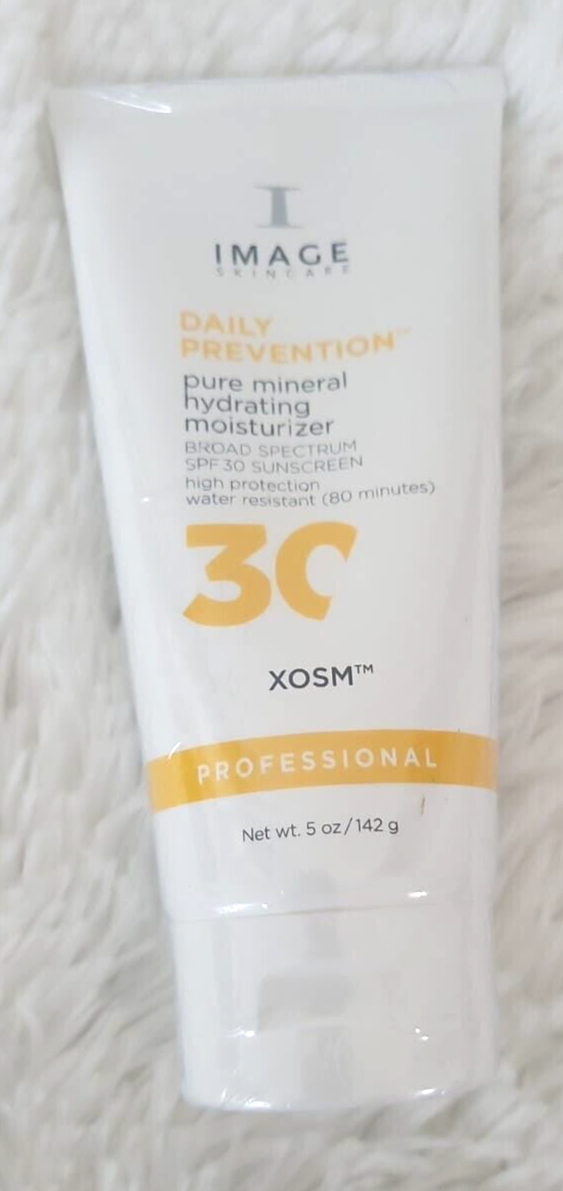 I
IMAGE
SKINCARE
DAILY
PREVENTION™
pure mineral
hydrating
moisturizer
BROAD SPECTRUM
SPF 30 SUNSCREEN
high protection
water resistant (80 minutes)
30
XOSM™
PROFESSIONAL
Net wt. 5 oz/142 g